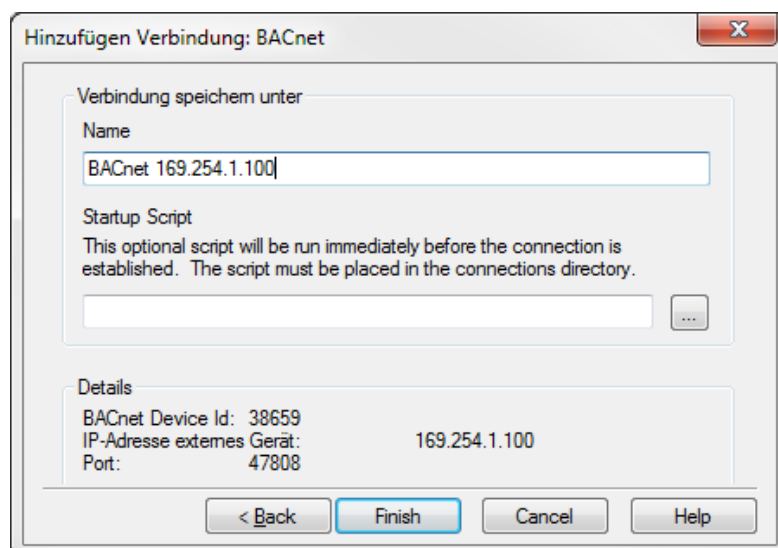 Hinzufügen Verbindung: BACnet
Verbindung speichern unter
Name
BACnet 169.254.1.100
Startup Script
This optional script will be run immediately before the connection is
established. The script must be placed in the connections directory.
...
Details
BACnet Device Id: 38659
IP-Adresse externes Gerät: 169.254.1.100
Port: 47808
< Back Finish Cancel Help